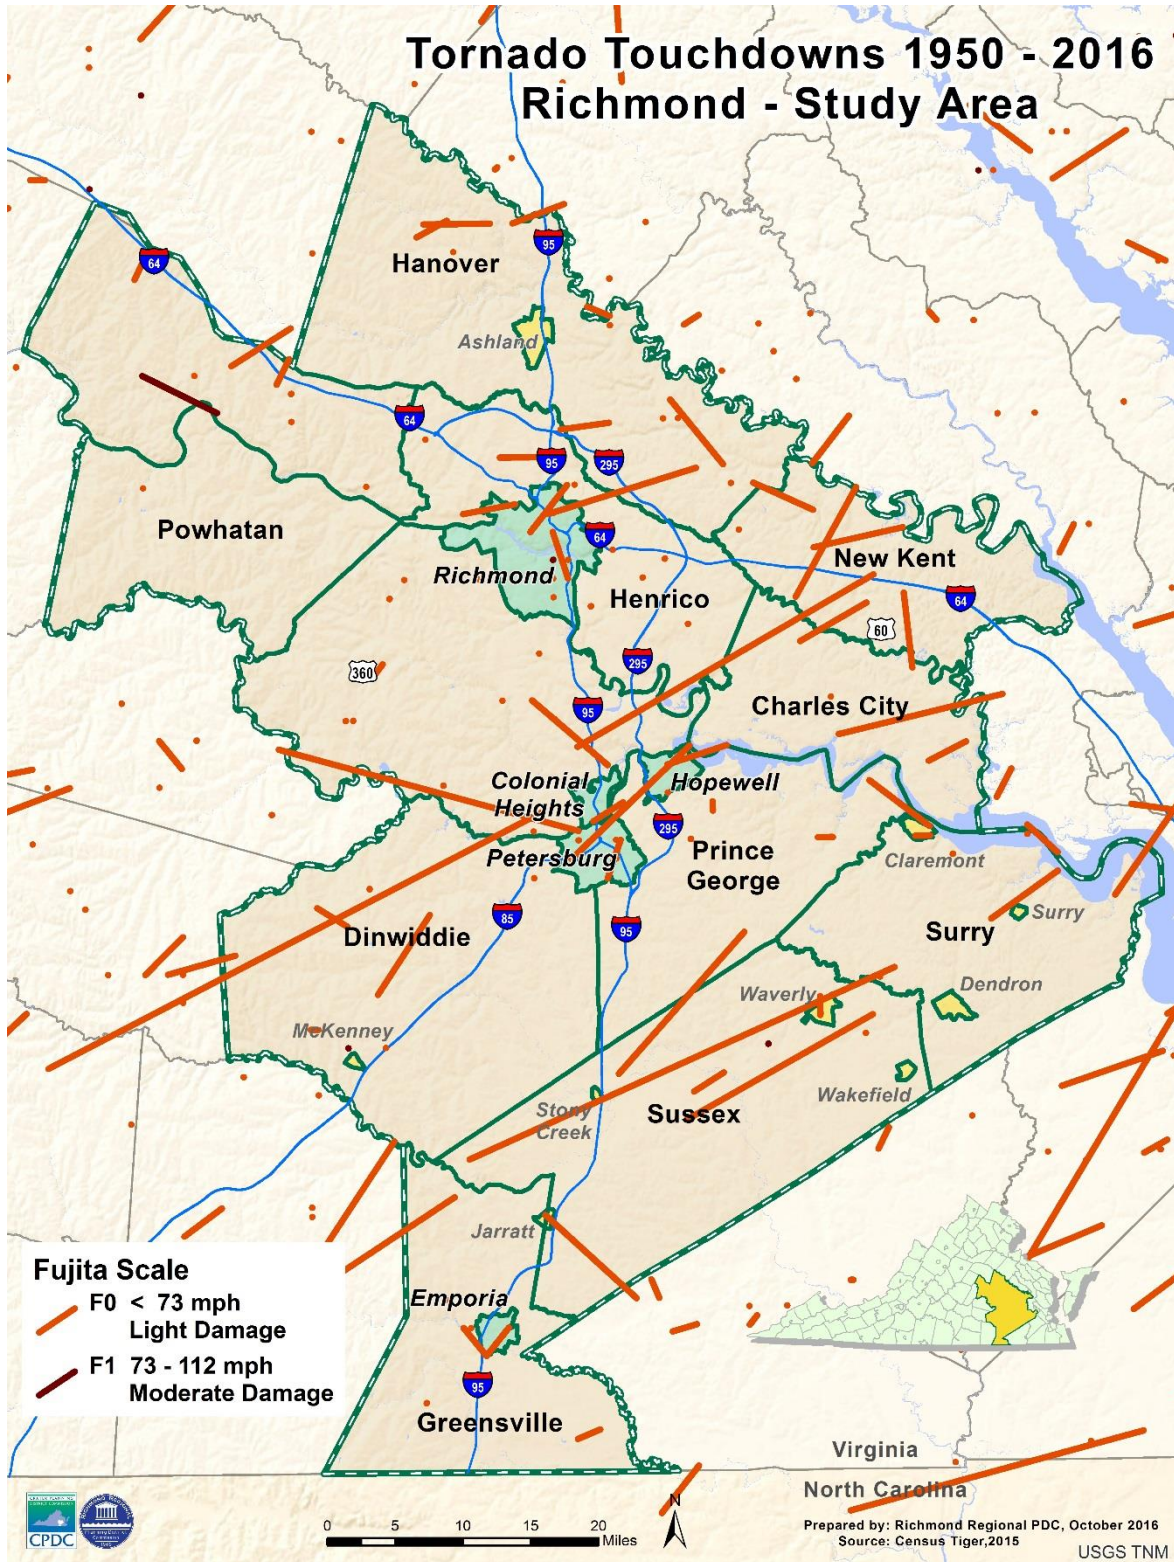 Tornado Touchdowns 1950 - 2016
Richmond - Study Area
95
64
Hanover
Ashland
64
95
295
Powhatan
64
Richmond
New Kent
Henrico
64
60
295
360
95
Charles City
Colonial
Heights
Hopewell
295
Petersburg
Prince
George
Claremont
85
95
Dinwiddie
Surry
Surry
Waverly
Dendron
McKenney
Wakefield
Stony
Creek
Sussex
Jarratt
Emporia
95
Greensville
Fujita Scale
F0 < 73 mph
Light Damage
F1 73 - 112 mph
Moderate Damage
Virginia
North Carolina
CPDC
0 5 10 15 20
Miles
N
Prepared by: Richmond Regional PDC, October 2016
Source: Census Tiger,2015
USGS TNM